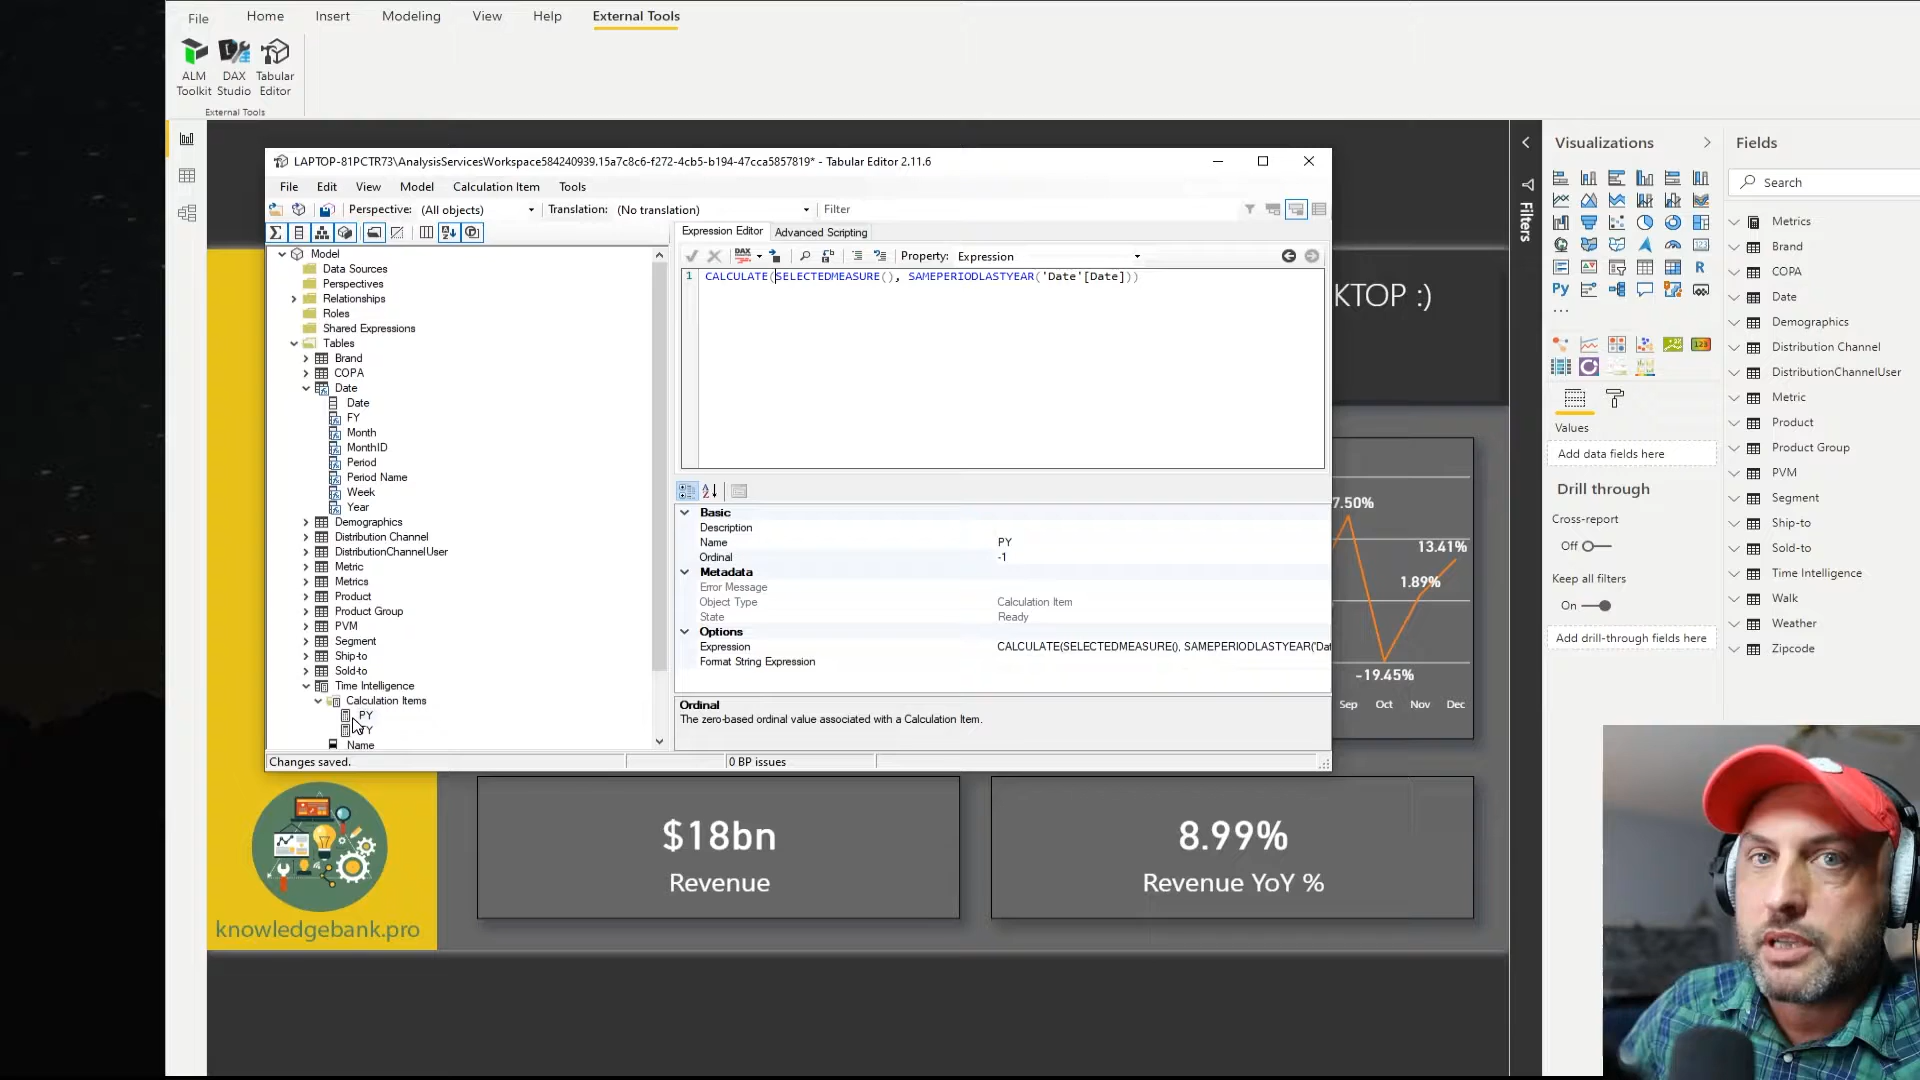 File
Home
Insert
Modeling
View
Help
External Tools
ALM Toolkit
DAX Studio
Tabular Editor
External Tools
LAPTOP-81PCTR73\AnalysisServicesWorkspace584240939.15a7c8c6-f272-4cb5-b194-47cca5857819* - Tabular Editor 2.11.6
File
Edit
View
Model
Calculation Item
Tools
Perspective: (All objects)
Translation: (No translation)
Filter
Model
Data Sources
Perspectives
Relationships
Roles
Shared Expressions
Tables
Brand
COPA
Date
Date
FY
Month
MonthID
Period
Period Name
Week
Year
Demographics
Distribution Channel
DistributionChannelUser
Metric
Metrics
Product
Product Group
PVM
Segment
Ship-to
Sold-to
Time Intelligence
Calculation Items
PY
Name
Changes saved.
0 BP issues
Expression Editor
Advanced Scripting
DAX
Property: Expression
1 CALCULATE(SELECTEDMEASURE(), SAMEPERIODLASTYEAR('Date'[Date]))
Basic
Description
Name PY
Ordinal -1
Metadata
Error Message
Object Type Calculation Item
State Ready
Options
Expression CALCULATE(SELECTEDMEASURE(), SAMEPERIODLASTYEAR('Dat
Format String Expression
Ordinal
The zero-based ordinal value associated with a Calculation Item.
KTOP :)
7.50%
13.41%
1.89%
-19.45%
Sep Oct Nov Dec
$18bn
Revenue
8.99%
Revenue YoY %
knowledgebank.pro
Filters
Visualizations
R
Py
123
Values
Add data fields here
Drill through
Cross-report
Off
Keep all filters
On
Add drill-through fields here
Fields
Search
Metrics
Brand
COPA
Date
Demographics
Distribution Channel
DistributionChannelUser
Metric
Product
Product Group
PVM
Segment
Ship-to
Sold-to
Time Intelligence
Walk
Weather
Zipcode